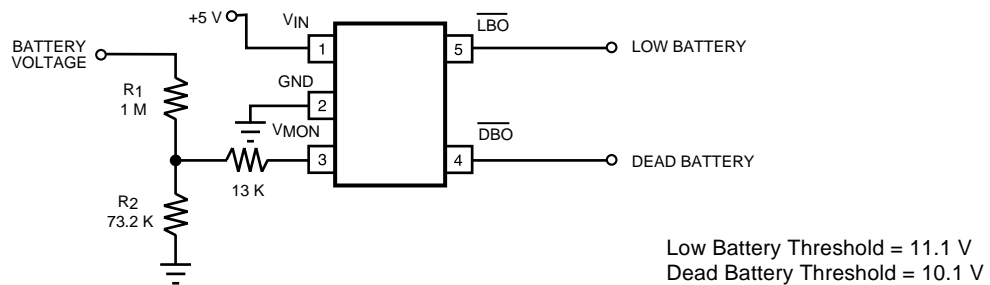 +5 V
VIN
1
LBO
5
LOW BATTERY
BATTERY
VOLTAGE
R1
1 M
GND
2
VMON
3
13 K
DBO
4
DEAD BATTERY
R2
73.2 K
Low Battery Threshold = 11.1 V
Dead Battery Threshold = 10.1 V